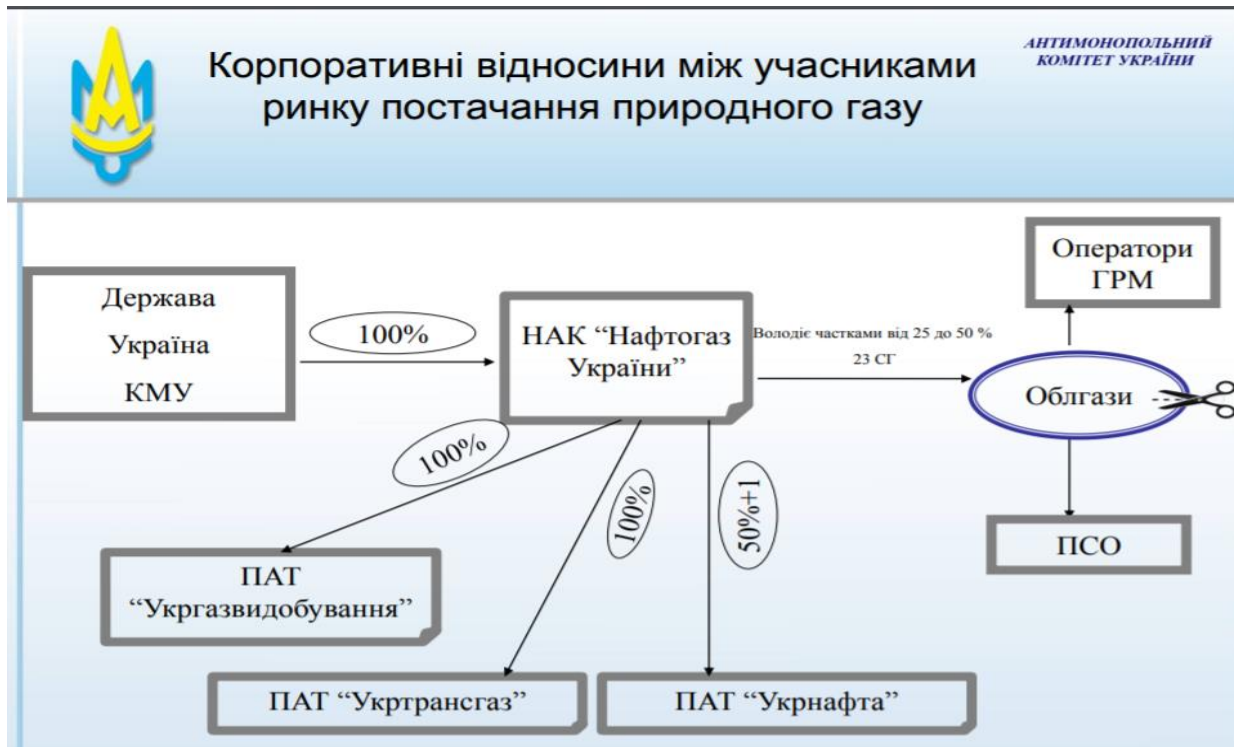 Корпоративні відносини між учасниками
ринку постачання природного газу
АНТИМОНОПОЛЬНИЙ
КОМІТЕТ УКРАЇНИ
Держава
Україна
КМУ
100%
НАК “Нафтогаз
України”
Володіє частками від 25 до 50 %
23 СГ
Оператори
ГРМ
Облгази
ПСО
100%
100%
50%+1
ПАТ
“Укргазвидобування”
ПАТ “Укртрансгаз”
ПАТ “Укрнафта”